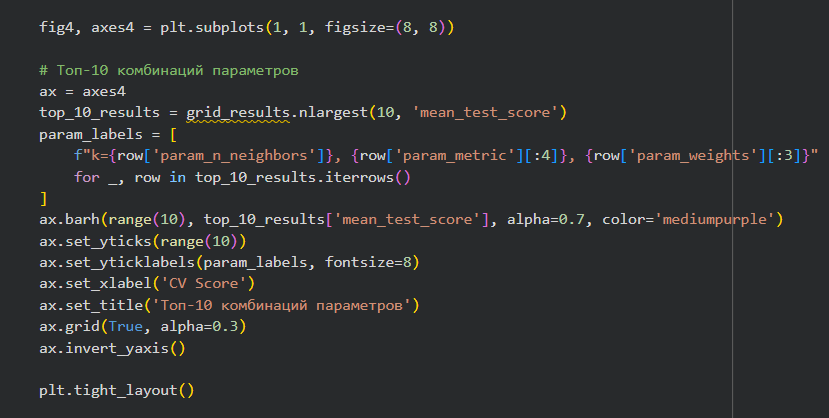 fig4, axes4 = plt.subplots(1, 1, figsize=(8, 8))

# Топ-10 комбинаций параметров
ax = axes4
top_10_results = grid_results.nlargest(10, 'mean_test_score')
param_labels = [
    f"k={row['param_n_neighbors']}, {row['param_metric'][:4]}, {row['param_weights'][:3]}"
    for _, row in top_10_results.iterrows()
]
ax.barh(range(10), top_10_results['mean_test_score'], alpha=0.7, color='mediumpurple')
ax.set_yticks(range(10))
ax.set_yticklabels(param_labels, fontsize=8)
ax.set_xlabel('CV Score')
ax.set_title('Топ-10 комбинаций параметров')
ax.grid(True, alpha=0.3)
ax.invert_yaxis()

plt.tight_layout()